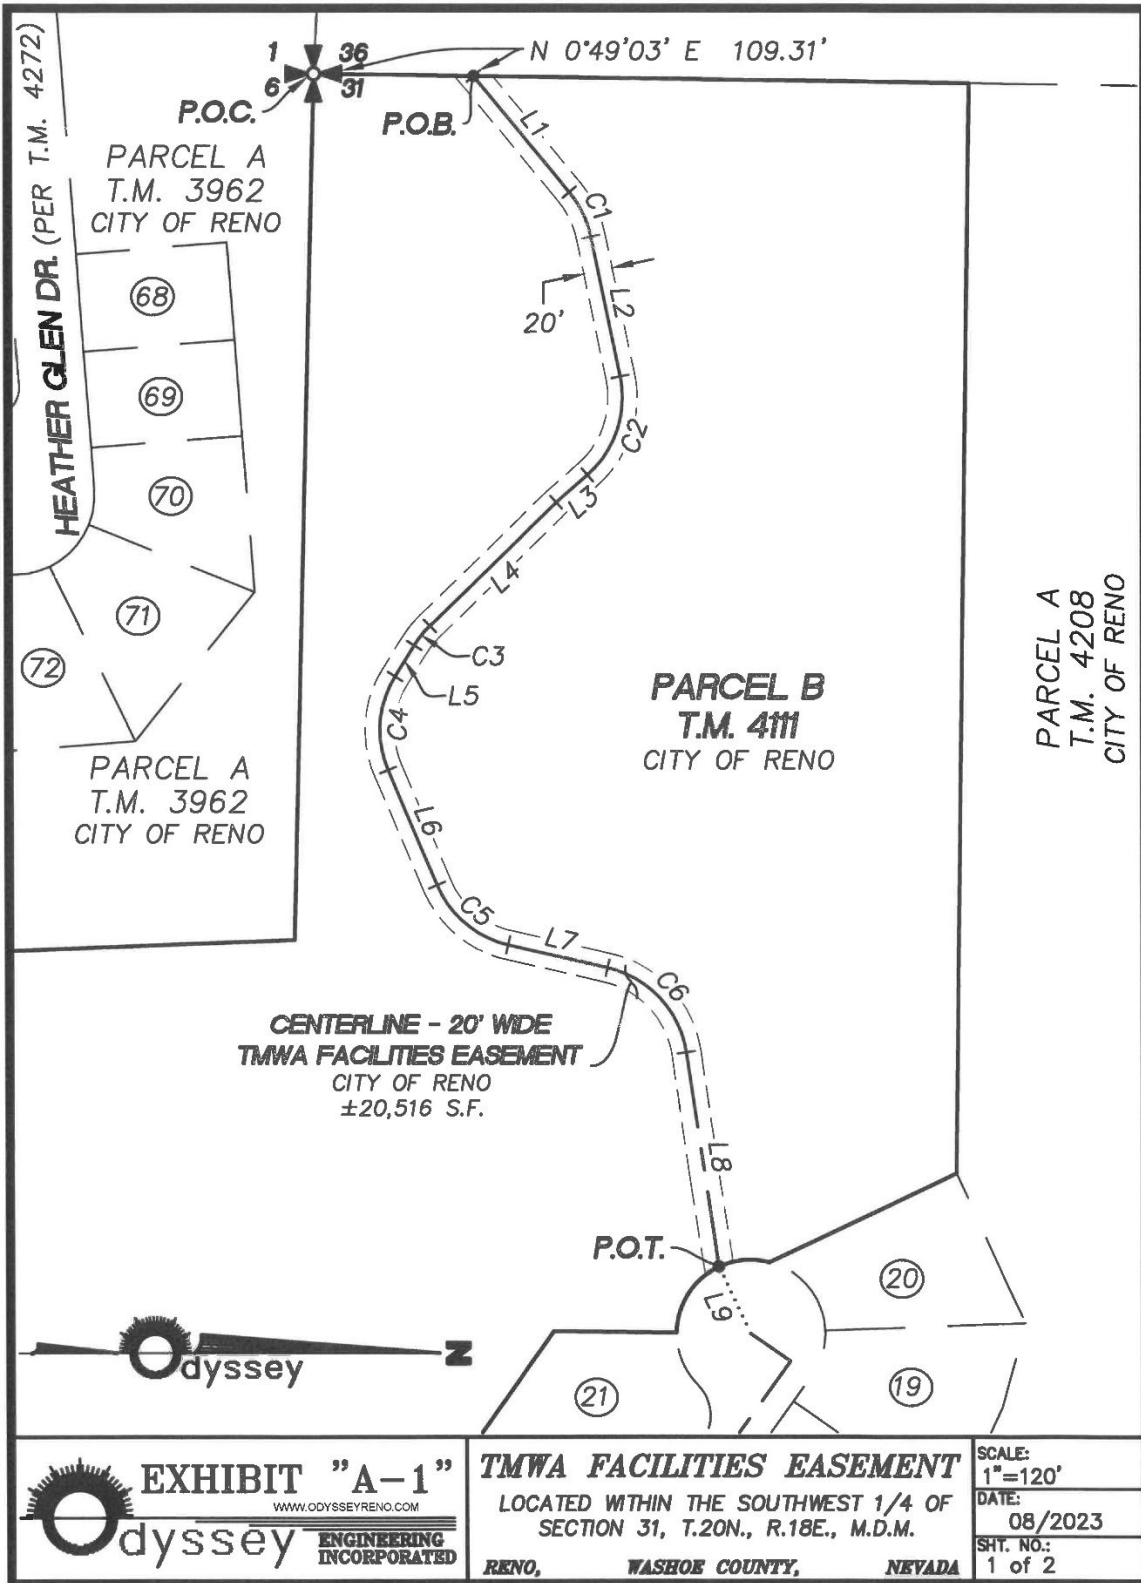 1 36
6 31
N 0°49'03' E 109.31'
P.O.C.
P.O.B.
HEATHER GLEN DR. (PER T.M. 4272)
PARCEL A
T.M. 3962
CITY OF RENO
68
69
70
71
72
PARCEL A
T.M. 3962
CITY OF RENO
L1
C1
20'
L2
C2
L3
L4
C3
L5
C4
L6
C5
L7
C6
L8
L9
PARCEL B
T.M. 4111
CITY OF RENO
PARCEL A
T.M. 4208
CITY OF RENO
CENTERLINE - 20' WIDE
TMWA FACILITIES EASEMENT
CITY OF RENO
±20,516 S.F.
P.O.T.
20
19
21
dyssey
N
EXHIBIT "A-1"
WWW.ODYSSEYRENO.COM
dyssey
ENGINEERING
INCORPORATED
TMWA FACILITIES EASEMENT
LOCATED WITHIN THE SOUTHWEST 1/4 OF
SECTION 31, T.20N., R.18E., M.D.M.
RENO, WASHOE COUNTY, NEVADA
SCALE:
1"=120'
DATE:
08/2023
SHT. NO.:
1 of 2